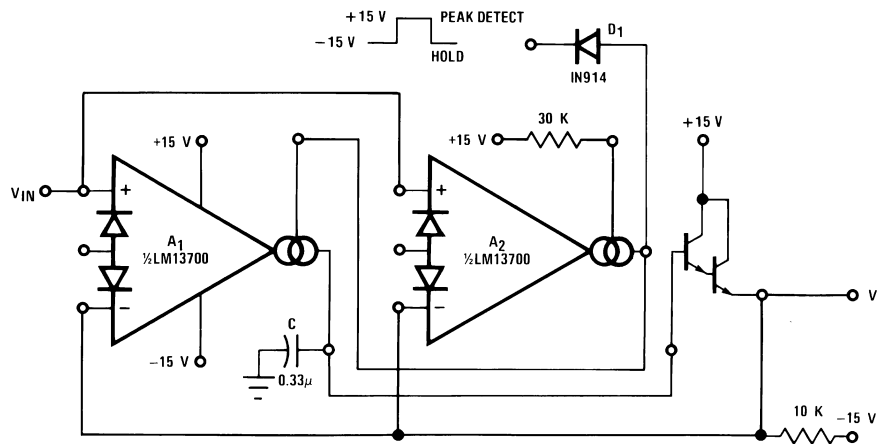 +15 V
PEAK DETECT
−15 V
HOLD
D1
IN914
+15 V
+15 V
30 K
+15 V
VIN
+
A1
½LM13700
−
+
A2
½LM13700
−
V
−15 V
C
0.33μ
10 K
−15 V